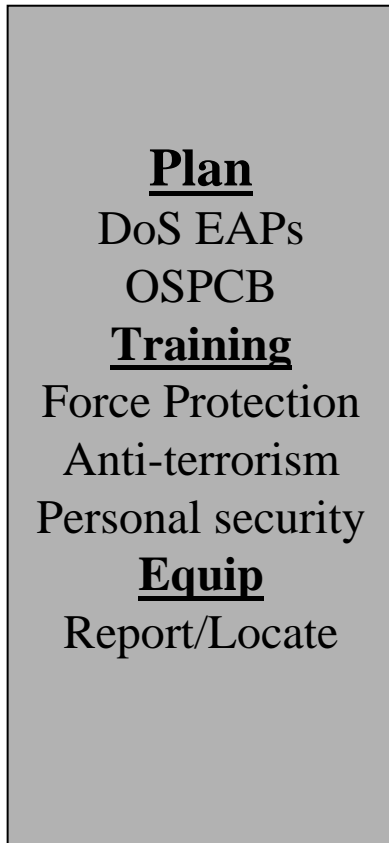 Plan
DoS EAPs
OSPCB
Training
Force Protection
Anti-terrorism
Personal security
Equip
Report/Locate